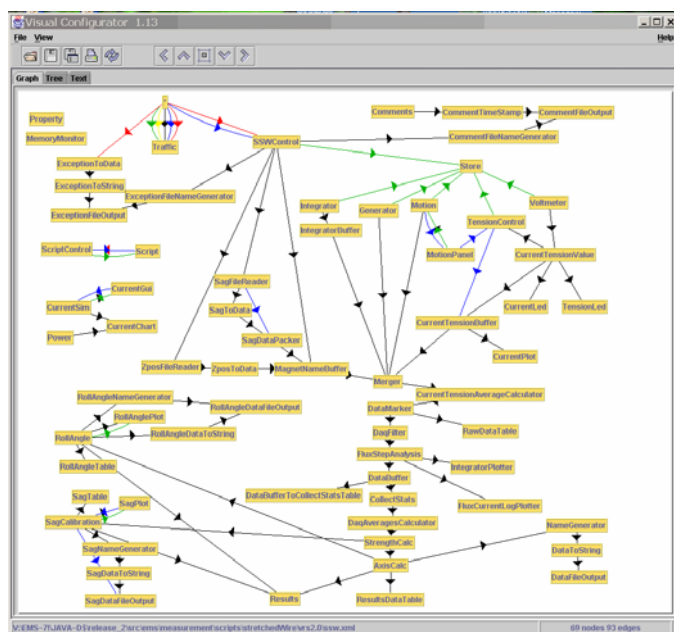 Visual Configurator 1.13
File View Help
Graph Tree Text
Property
MemoryMonitor
Traffic
SSWControl
Comments
CommentTimeStamp
CommentFileOutput
CommentFileNameGenerator
ExceptionToData
ExceptionToString
ExceptionFileNameGenerator
ExceptionFileOutput
Store
Integrator
Generator
Motion
Voltmeter
IntegratorBuffer
TensionControl
ScriptControl
Script
MotionPanel
CurrentTensionValue
CurrentGui
CurrentSim
Power
CurrentChart
SagFileReader
SagToData
SagDataPacker
CurrentLed
TensionLed
CurrentTensionBuffer
CurrentPlot
ZposFileReader
ZposToData
MagnetNameBuffer
Merger
CurrentTensionAverageCalculator
RollAngleNameGenerator
RollAngleDataFileOutput
RollAnglePlot
RollAngle
RollAngleDataToString
RollAngleTable
DataMarker
RawDataTable
DaqFilter
FluxStepAnalysis
IntegratorPlotter
DataBuffer
DataBufferToCollectStatsTable
CollectStats
FluxCurrentLogPlotter
SagTable
SagPlot
SagCalibration
DaqAveragesCalculator
NameGenerator
SagNameGenerator
StrengthCalc
DataToString
SagDataToString
AxisCalc
DataFileOutput
SagDataFileOutput
Results
ResultsDataTable
69 nodes 93 edges